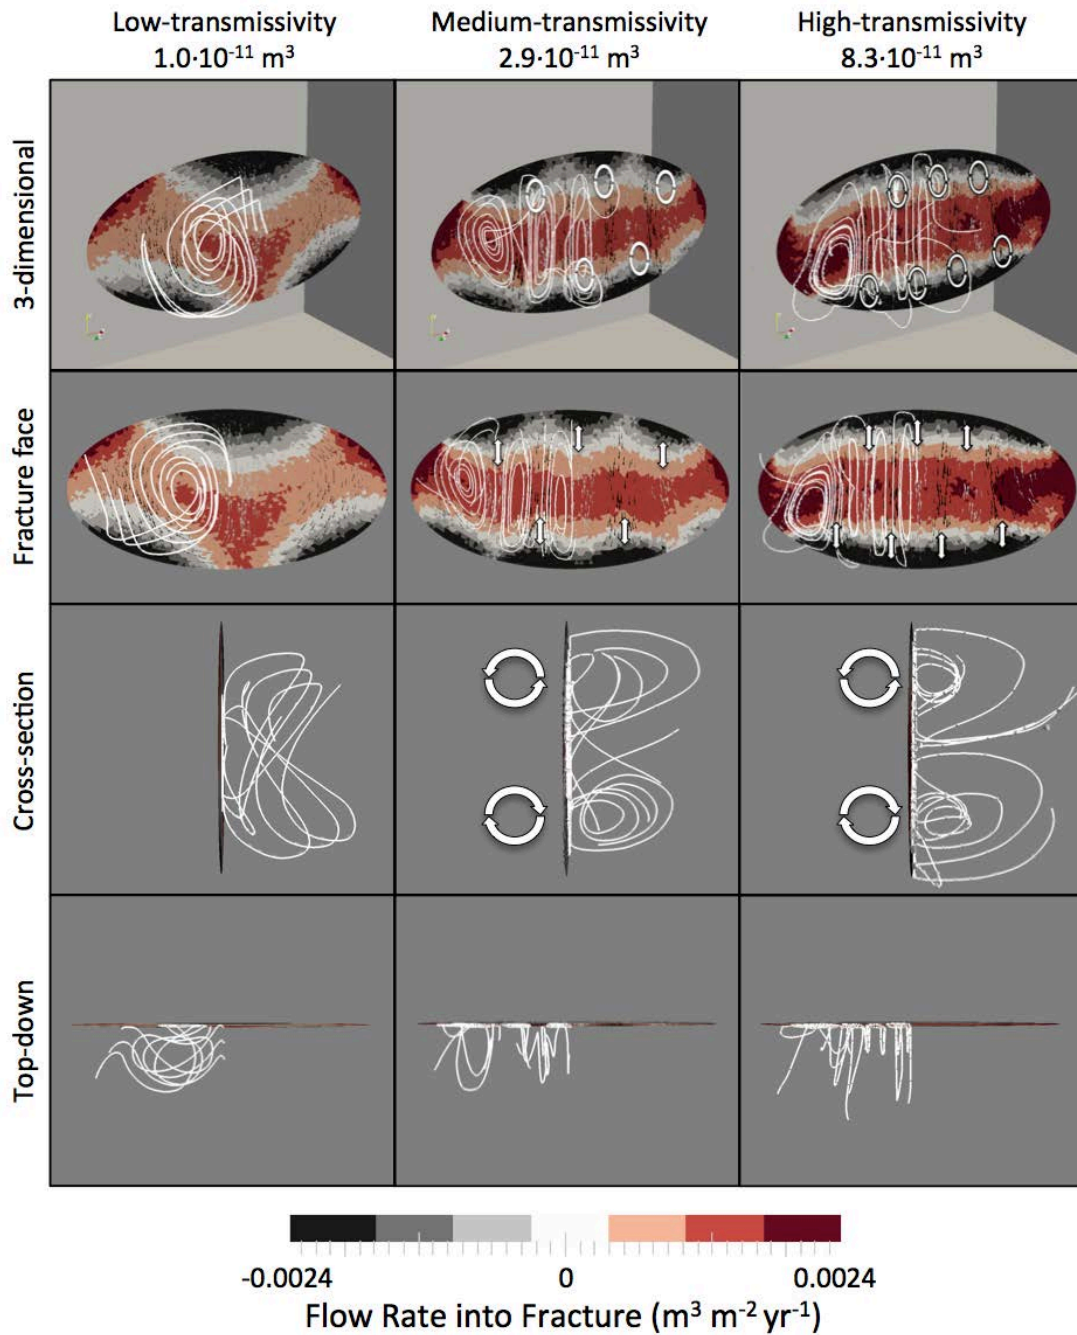 Low-transmissivity Medium-transmissivity High-transmissivity
1.0·10⁻¹¹ m³ 2.9·10⁻¹¹ m³ 8.3·10⁻¹¹ m³
3-dimensional
Fracture face
Cross-section
Top-down
-0.0024 0 0.0024
Flow Rate into Fracture (m³ m⁻² yr⁻¹)